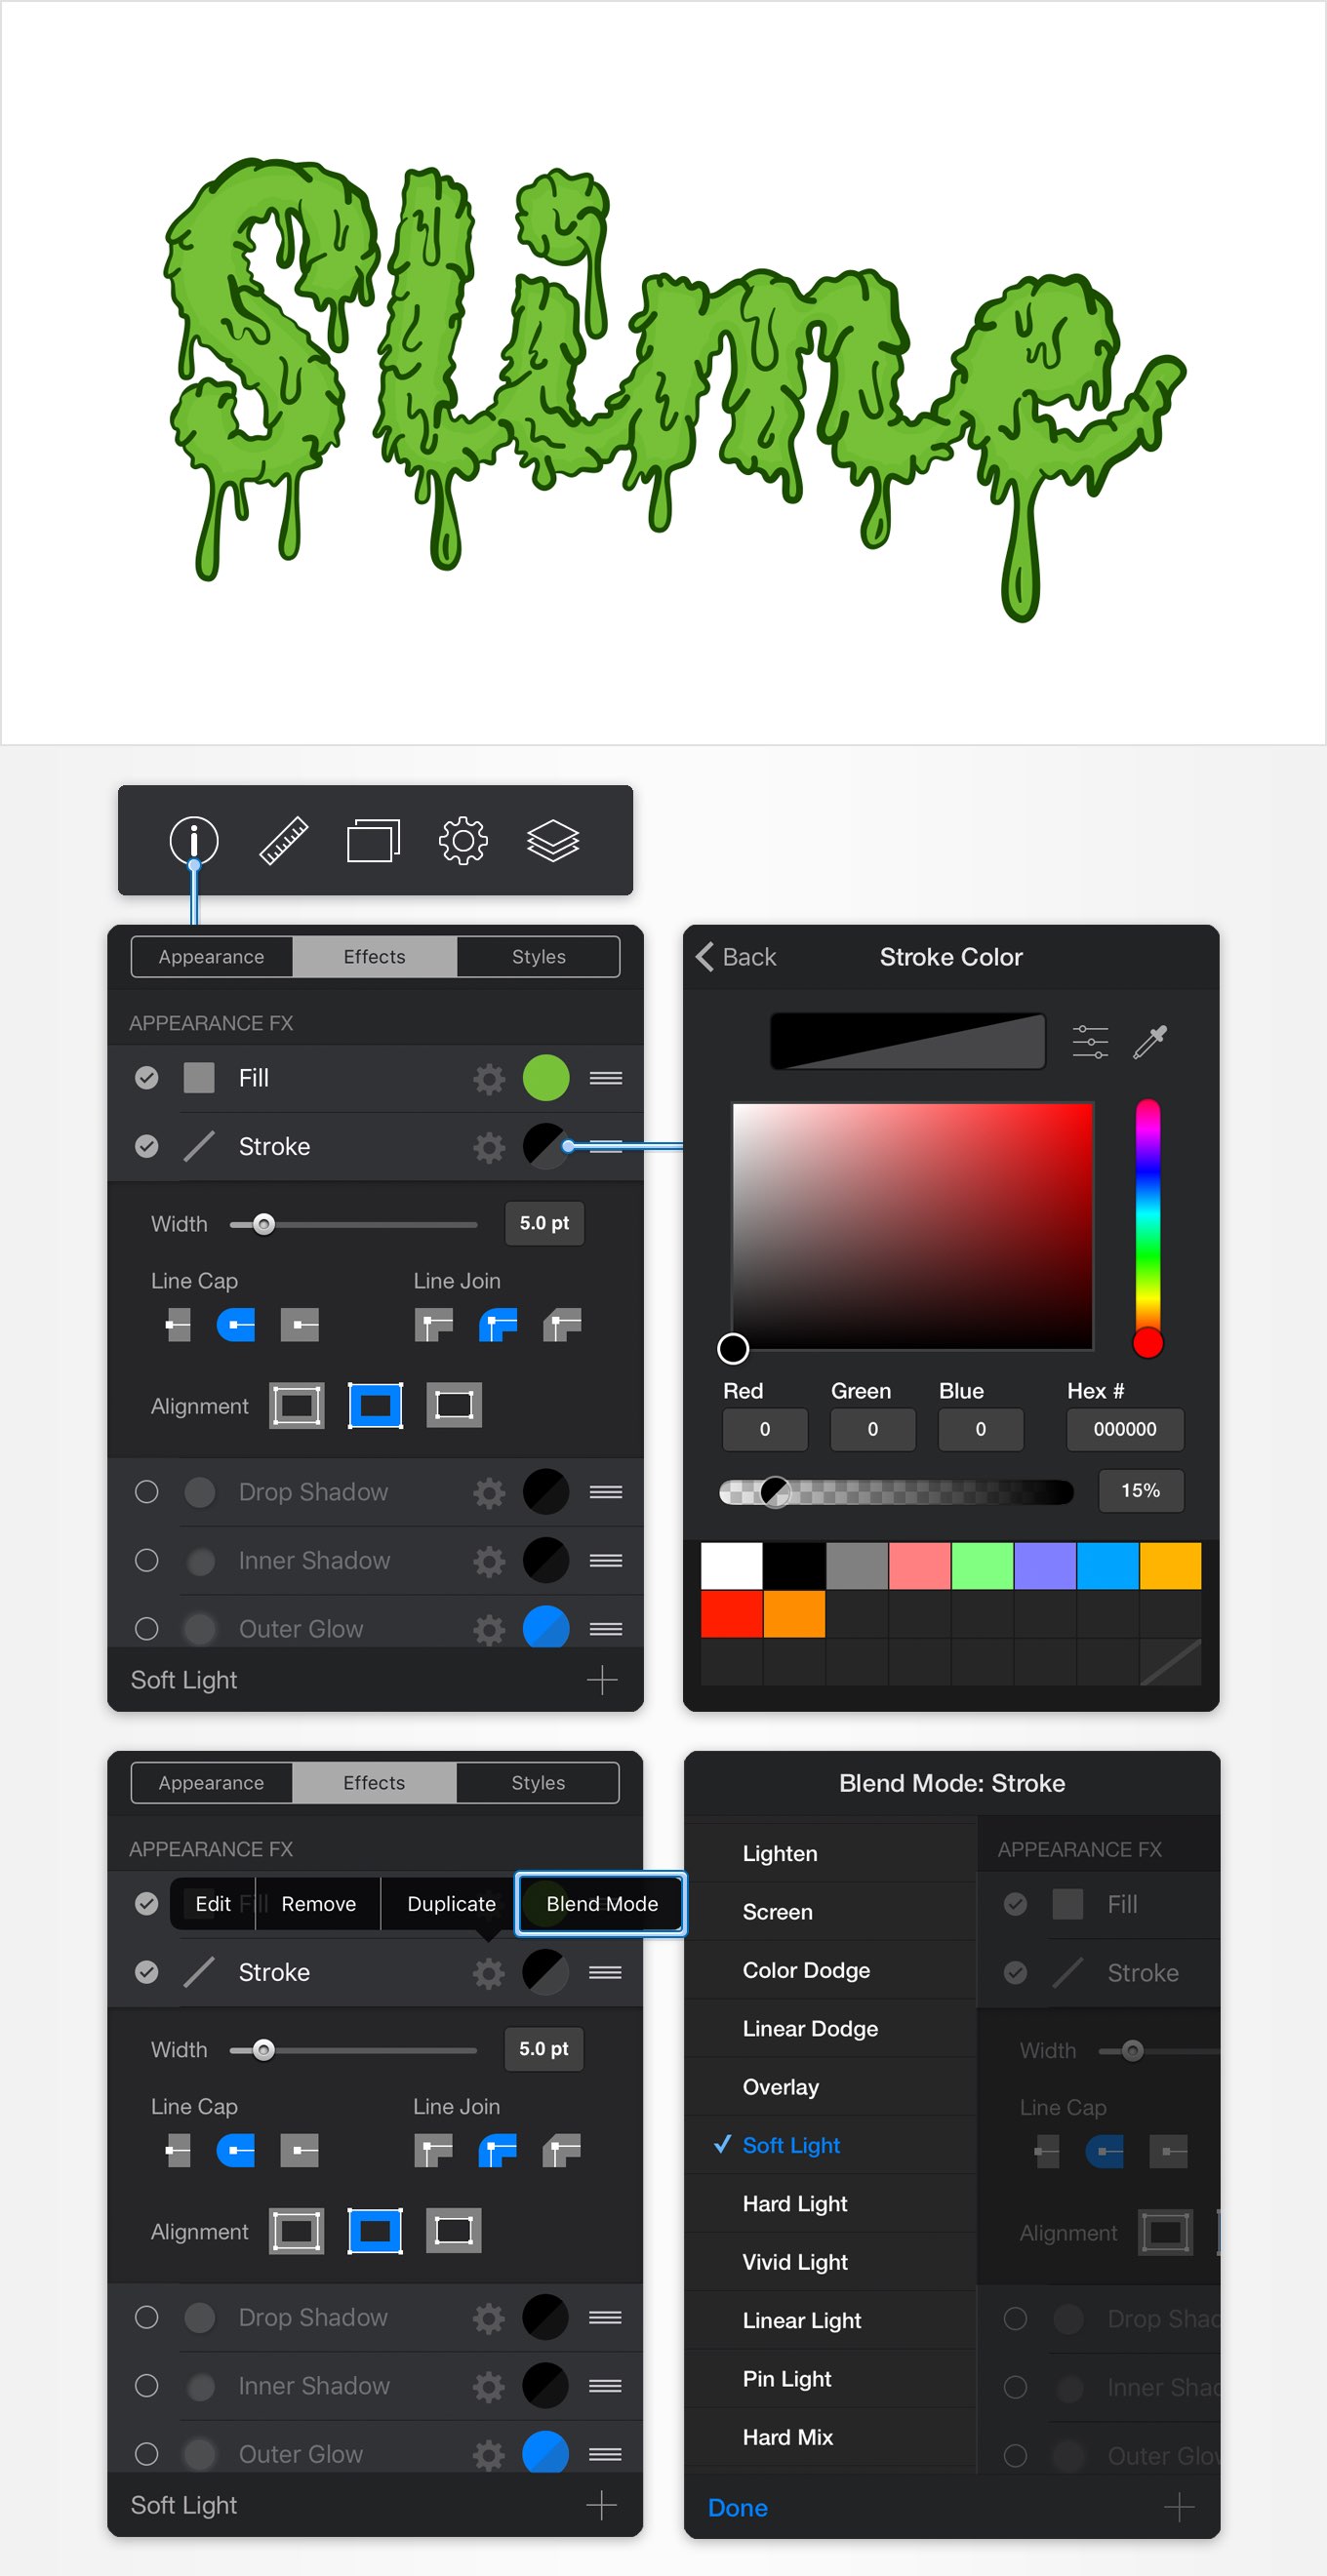 Slime
Appearance Effects Styles
APPEARANCE FX
Fill
Stroke
Width 5.0 pt
Line Cap Line Join
Alignment
Drop Shadow
Inner Shadow
Outer Glow
Soft Light
Back Stroke Color
Red Green Blue Hex #
0 0 0 000000
15%
Appearance Effects Styles
APPEARANCE FX
Edit Fill Remove Duplicate Blend Mode
Stroke
Width 5.0 pt
Line Cap Line Join
Alignment
Drop Shadow
Inner Shadow
Outer Glow
Soft Light
Blend Mode: Stroke
Lighten
Screen
Color Dodge
Linear Dodge
Overlay
Soft Light
Hard Light
Vivid Light
Linear Light
Pin Light
Hard Mix
Done
APPEARANCE FX
Fill
Stroke
Width
Line Cap
Alignment
Drop Shad
Inner Shad
Outer Glov